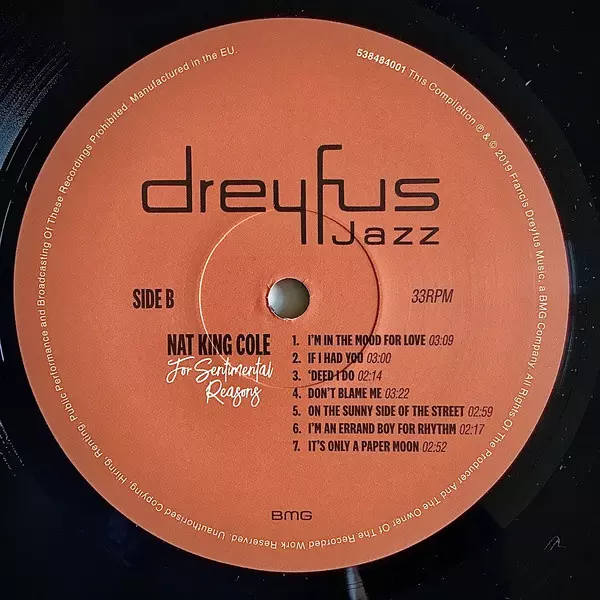 538484001 This Compilation ℗ & © 2019 Francis Dreyfus Music, a BMG Company. All Rights Of The Producer And The Owner Of The Recorded Work Reserved. Unauthorised Copying, Hiring, Renting, Public Performance and Broadcasting Of These Recordings Prohibited. Manufactured in the EU.
dreyfus
Jazz
SIDE B
33RPM
NAT KING COLE
For Sentimental
Reasons
1. I'M IN THE MOOD FOR LOVE 03:09
2. IF I HAD YOU 03:00
3. 'DEED I DO 02:14
4. DON'T BLAME ME 03:22
5. ON THE SUNNY SIDE OF THE STREET 02:59
6. I'M AN ERRAND BOY FOR RHYTHM 02:17
7. IT'S ONLY A PAPER MOON 02:52
BMG